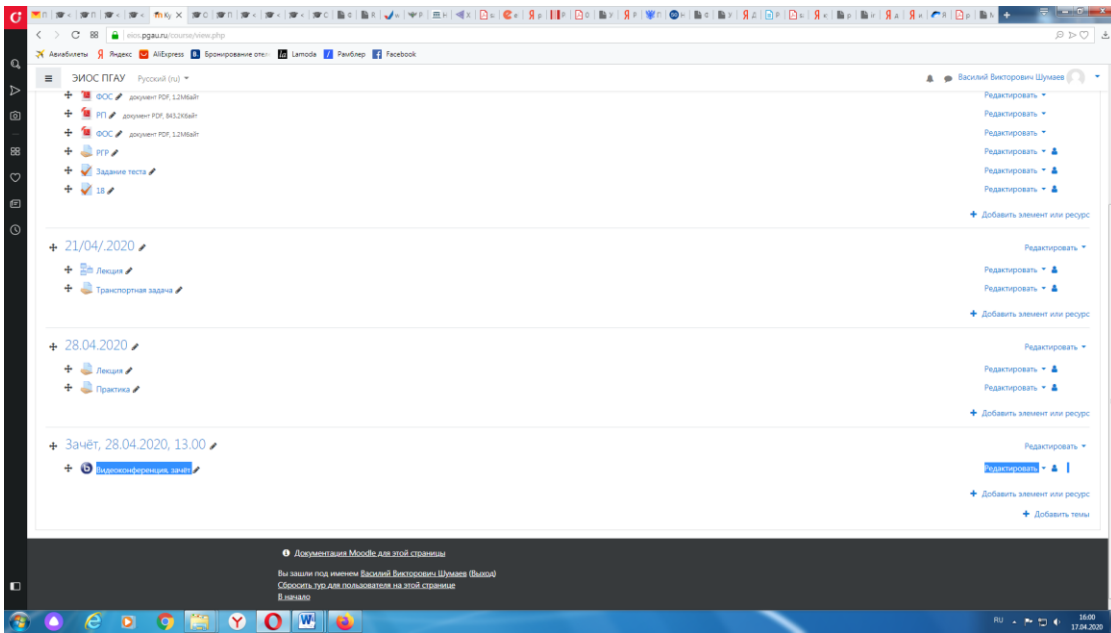 eios.pgau.ru/course/view.php
Авиабилеты Яндекс AliExpress Бронирование отел Lamoda Рамблер Facebook
ЭИОС ПГАУ Русский (ru) Василий Викторович Шумаев
ФОС документ PDF, 1.2Мбайт Редактировать
РП документ PDF, 843.2Кбайт Редактировать
ФОС документ PDF, 1.2Мбайт Редактировать
РГР Редактировать
Задание теста Редактировать
18 Редактировать
Добавить элемент или ресурс
21/04/.2020 Редактировать
Лекция Редактировать
Транспортная задача Редактировать
Добавить элемент или ресурс
28.04.2020 Редактировать
Лекция Редактировать
Практика Редактировать
Добавить элемент или ресурс
Зачёт, 28.04.2020, 13.00 Редактировать
Видеоконференция, зачёт Редактировать
Добавить элемент или ресурс
Добавить темы
Документация Moodle для этой страницы
Вы зашли под именем Василий Викторович Шумаев (Выход)
Сбросить тур для пользователя на этой странице
В начало
RU 16:00
17.04.2020